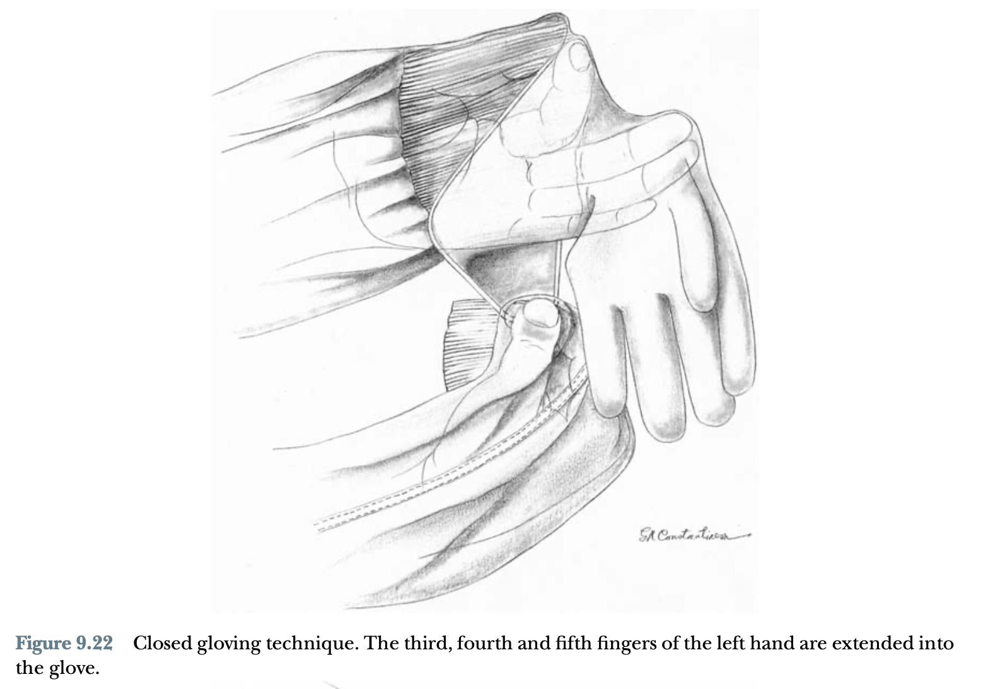 Figure 9.22 Closed gloving technique. The third, fourth and fifth fingers of the left hand are extended into
the glove.